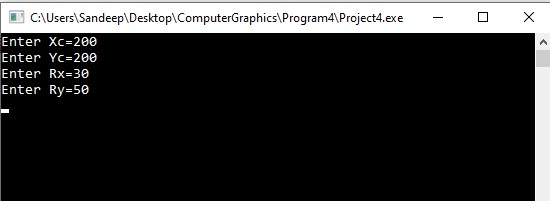 C:\Users\Sandeep\Desktop\ComputerGraphics\Program4\Project4.exe
Enter Xc=200
Enter Yc=200
Enter Rx=30
Enter Ry=50